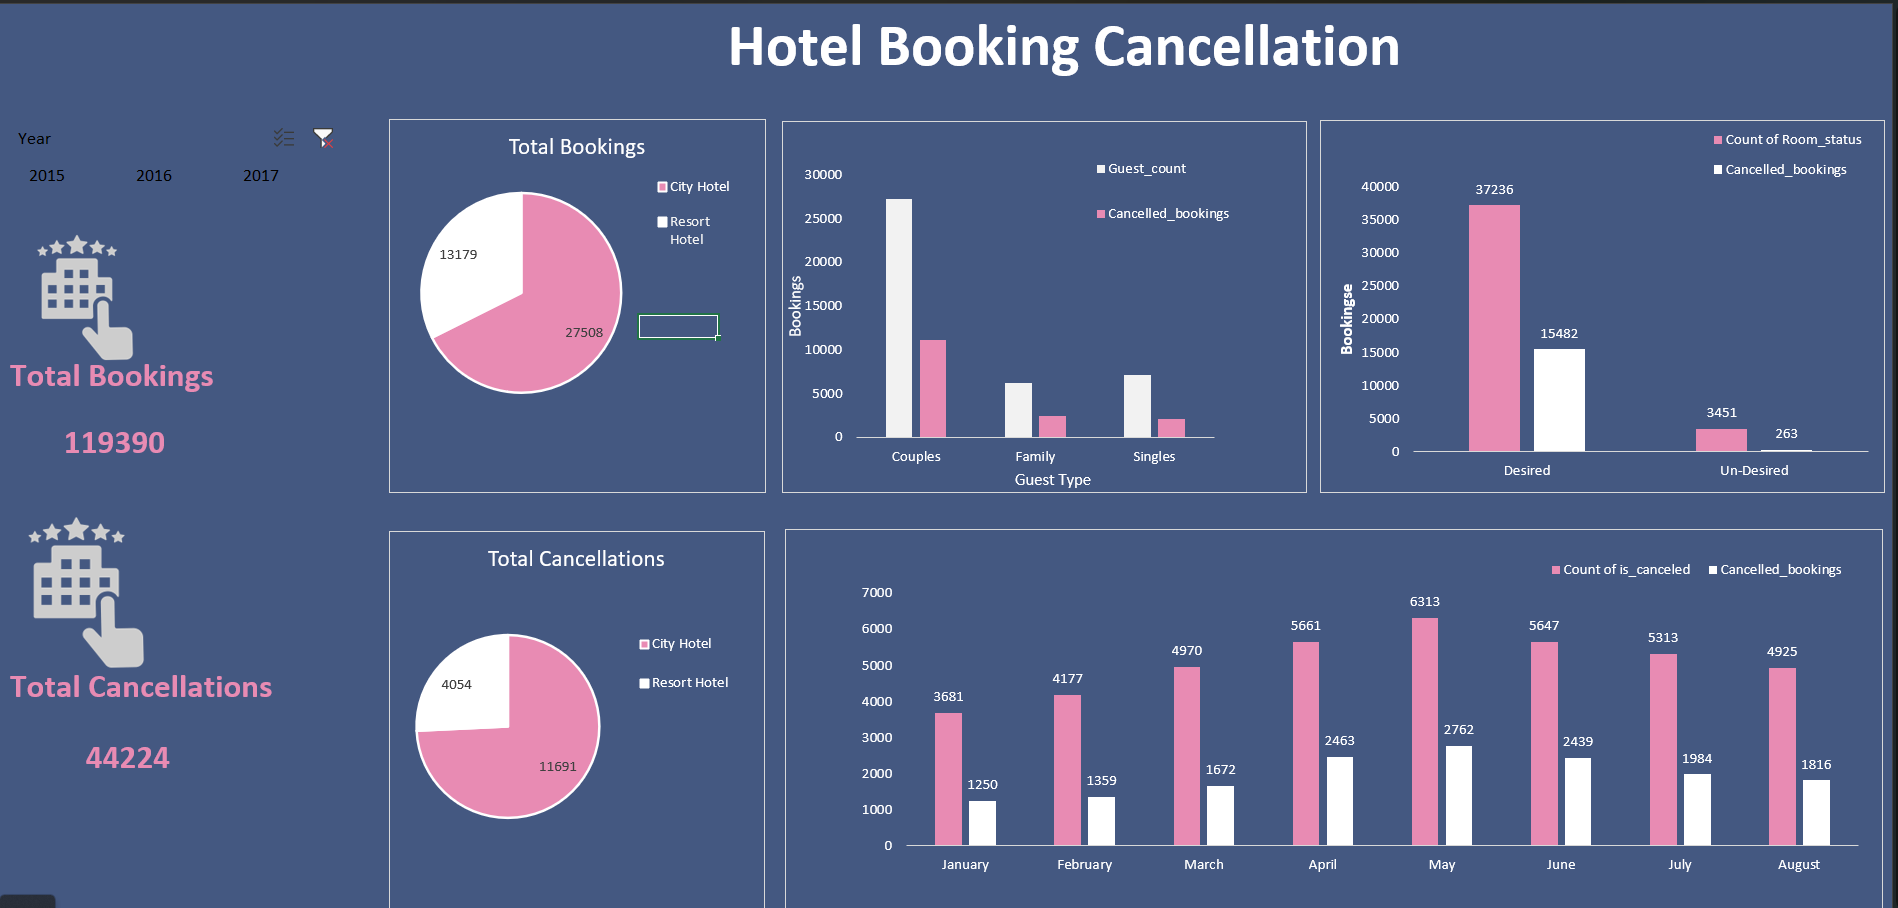 Hotel Booking Cancellation
Year
2015 2016 2017
Total Bookings
119390
Total Cancellations
44224
Total Bookings
City Hotel
Resort
Hotel
13179
27508
Guest_count
Cancelled_bookings
30000
25000
20000
15000
10000
5000
0
Bookings
Couples Family Singles
Guest Type
Count of Room_status
Cancelled_bookings
40000
35000
30000
25000
20000
15000
10000
5000
0
Bookingse
37236
15482
3451
263
Desired Un-Desired
Total Cancellations
City Hotel
Resort Hotel
4054
11691
Count of is_canceled Cancelled_bookings
7000
6000
5000
4000
3000
2000
1000
0
3681 4177 4970 5661 6313 5647 5313 4925
1250 1359 1672 2463 2762 2439 1984 1816
January February March April May June July August